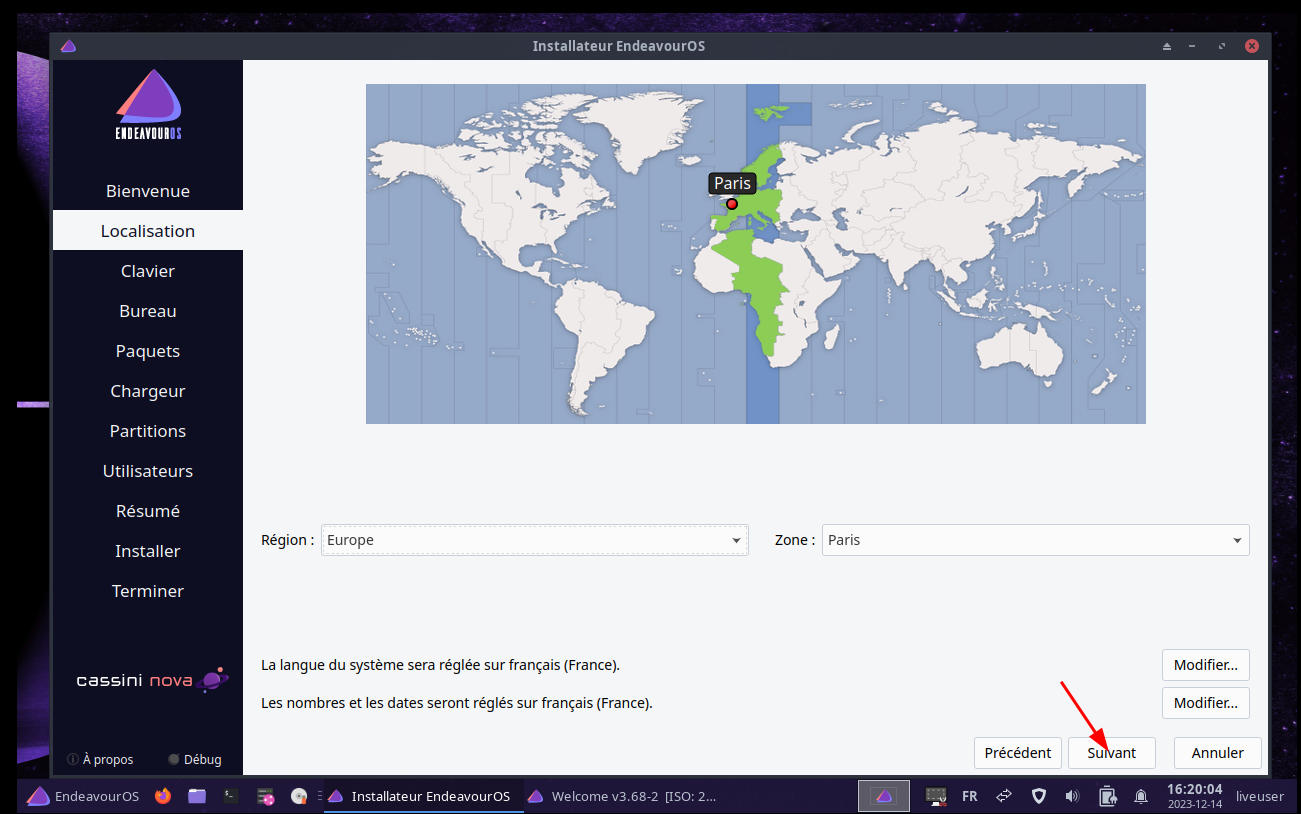 Installateur EndeavourOS
ENDEAVOUROS
Bienvenue
Localisation
Clavier
Bureau
Paquets
Chargeur
Partitions
Utilisateurs
Résumé
Installer
Terminer
cassini nova
À propos
Débug
Paris
Région :
Europe
Zone :
Paris
La langue du système sera réglée sur français (France).
Modifier...
Les nombres et les dates seront réglés sur français (France).
Modifier...
Précédent
Suivant
Annuler
EndeavourOS
Installateur EndeavourOS
Welcome v3.68-2 [ISO: 2...
FR
16:20:04
2023-12-14
liveuser